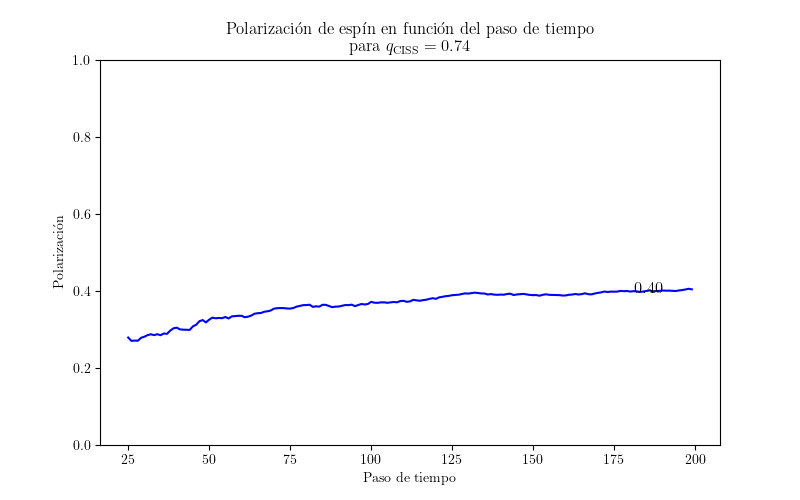 Polarización de espín en función del paso de tiempo
para q_CISS = 0.74
1.0
0.8
0.6
0.4
0.2
0.0
Polarización
0.40
25 50 75 100 125 150 175 200
Paso de tiempo